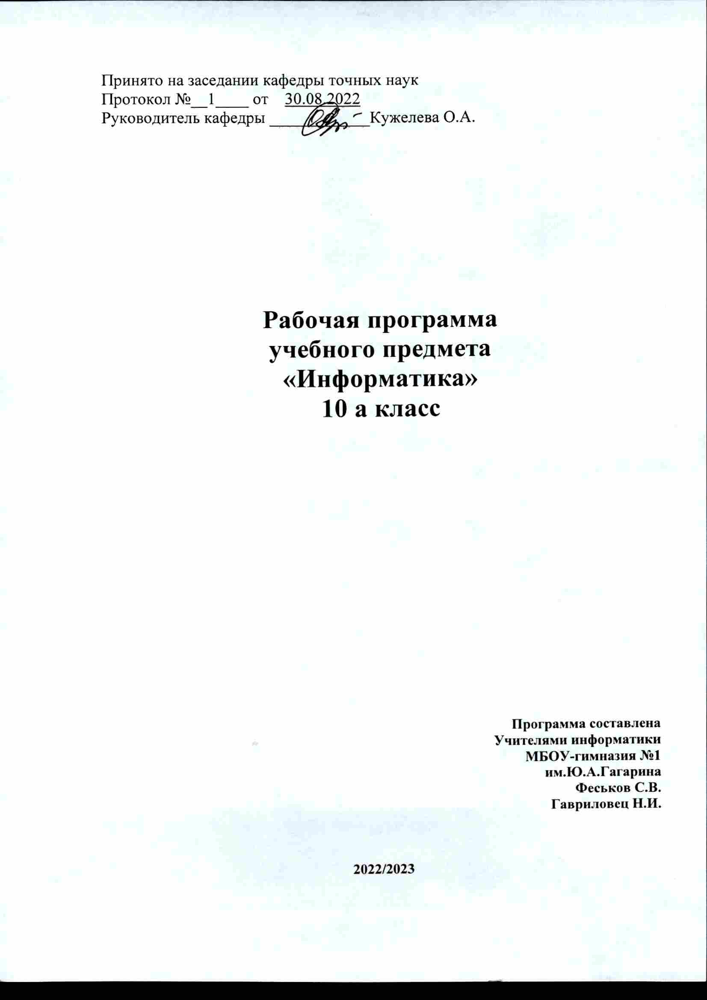 Принято на заседании кафедры точных наук
Протокол №__1____ от 30.08.2022
Руководитель кафедры ____________Кужелева О.А.
Рабочая программа
учебного предмета
«Информатика»
10 а класс
Программа составлена
Учителями информатики
МБОУ-гимназия №1
им.Ю.А.Гагарина
Феськов С.В.
Гавриловец Н.И.
2022/2023